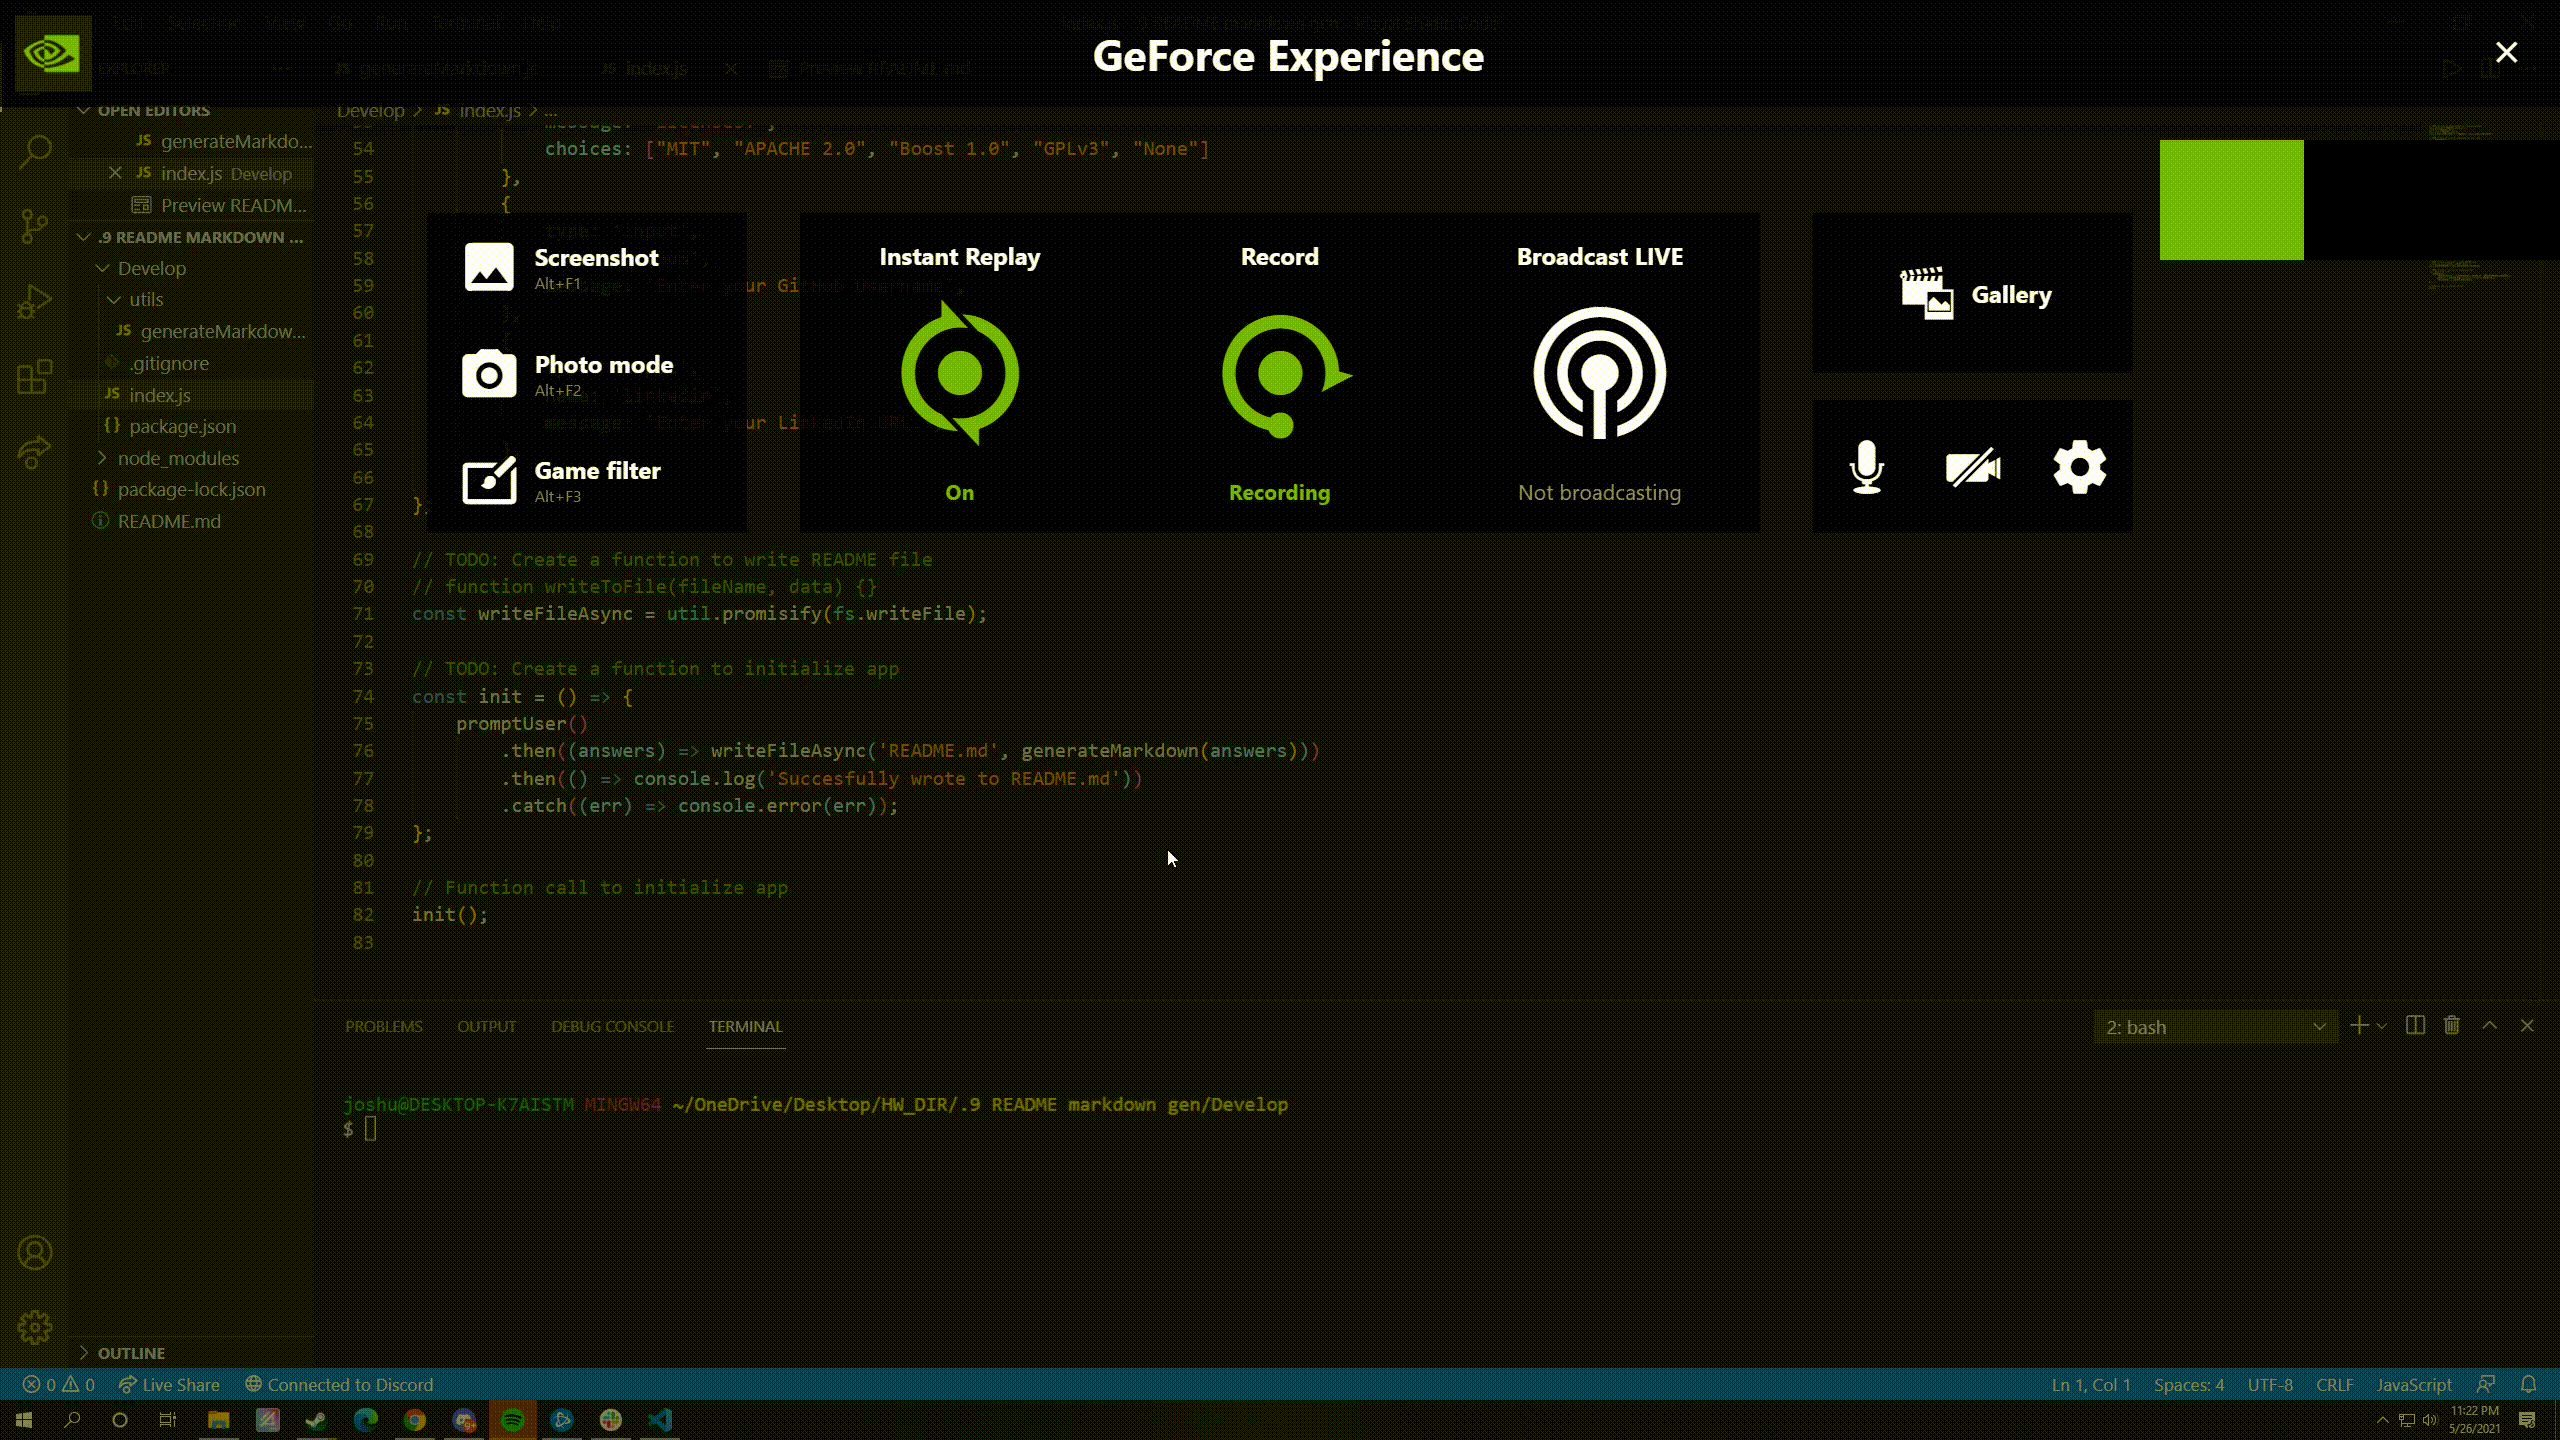 GeForce Experience
OPEN EDITORS
JS generateMarkdo...
JS index.js Develop
Preview READM...
.9 README MARKDOWN ...
Develop
utils
JS generateMarkdow...
.gitignore
JS index.js
{} package.json
node_modules
{} package-lock.json
README.md
OUTLINE
Develop > JS index.js > ...
54 choices: ["MIT", "APACHE 2.0", "Boost 1.0", "GPLv3", "None"]
55 },
56 {
57
58
59
60
61
62
63
64
65
66
67 };
68
69 // TODO: Create a function to write README file
70 // function writeToFile(fileName, data) {}
71 const writeFileAsync = util.promisify(fs.writeFile);
72
73 // TODO: Create a function to initialize app
74 const init = () => {
75 promptUser()
76 .then((answers) => writeFileAsync('README.md', generateMarkdown(answers)))
77 .then(() => console.log('Succesfully wrote to README.md'))
78 .catch((err) => console.error(err));
79 };
80
81 // Function call to initialize app
82 init();
83
Screenshot
Alt+F1
Photo mode
Alt+F2
Game filter
Alt+F3
Instant Replay
On
Record
Recording
Broadcast LIVE
Not broadcasting
Gallery
PROBLEMS OUTPUT DEBUG CONSOLE TERMINAL
2: bash
joshu@DESKTOP-K7AISTM MINGW64 ~/OneDrive/Desktop/HW_DIR/.9 README markdown gen/Develop
$
0 0 Live Share Connected to Discord
Ln 1, Col 1 Spaces: 4 UTF-8 CRLF JavaScript
11:22 PM
5/26/2021